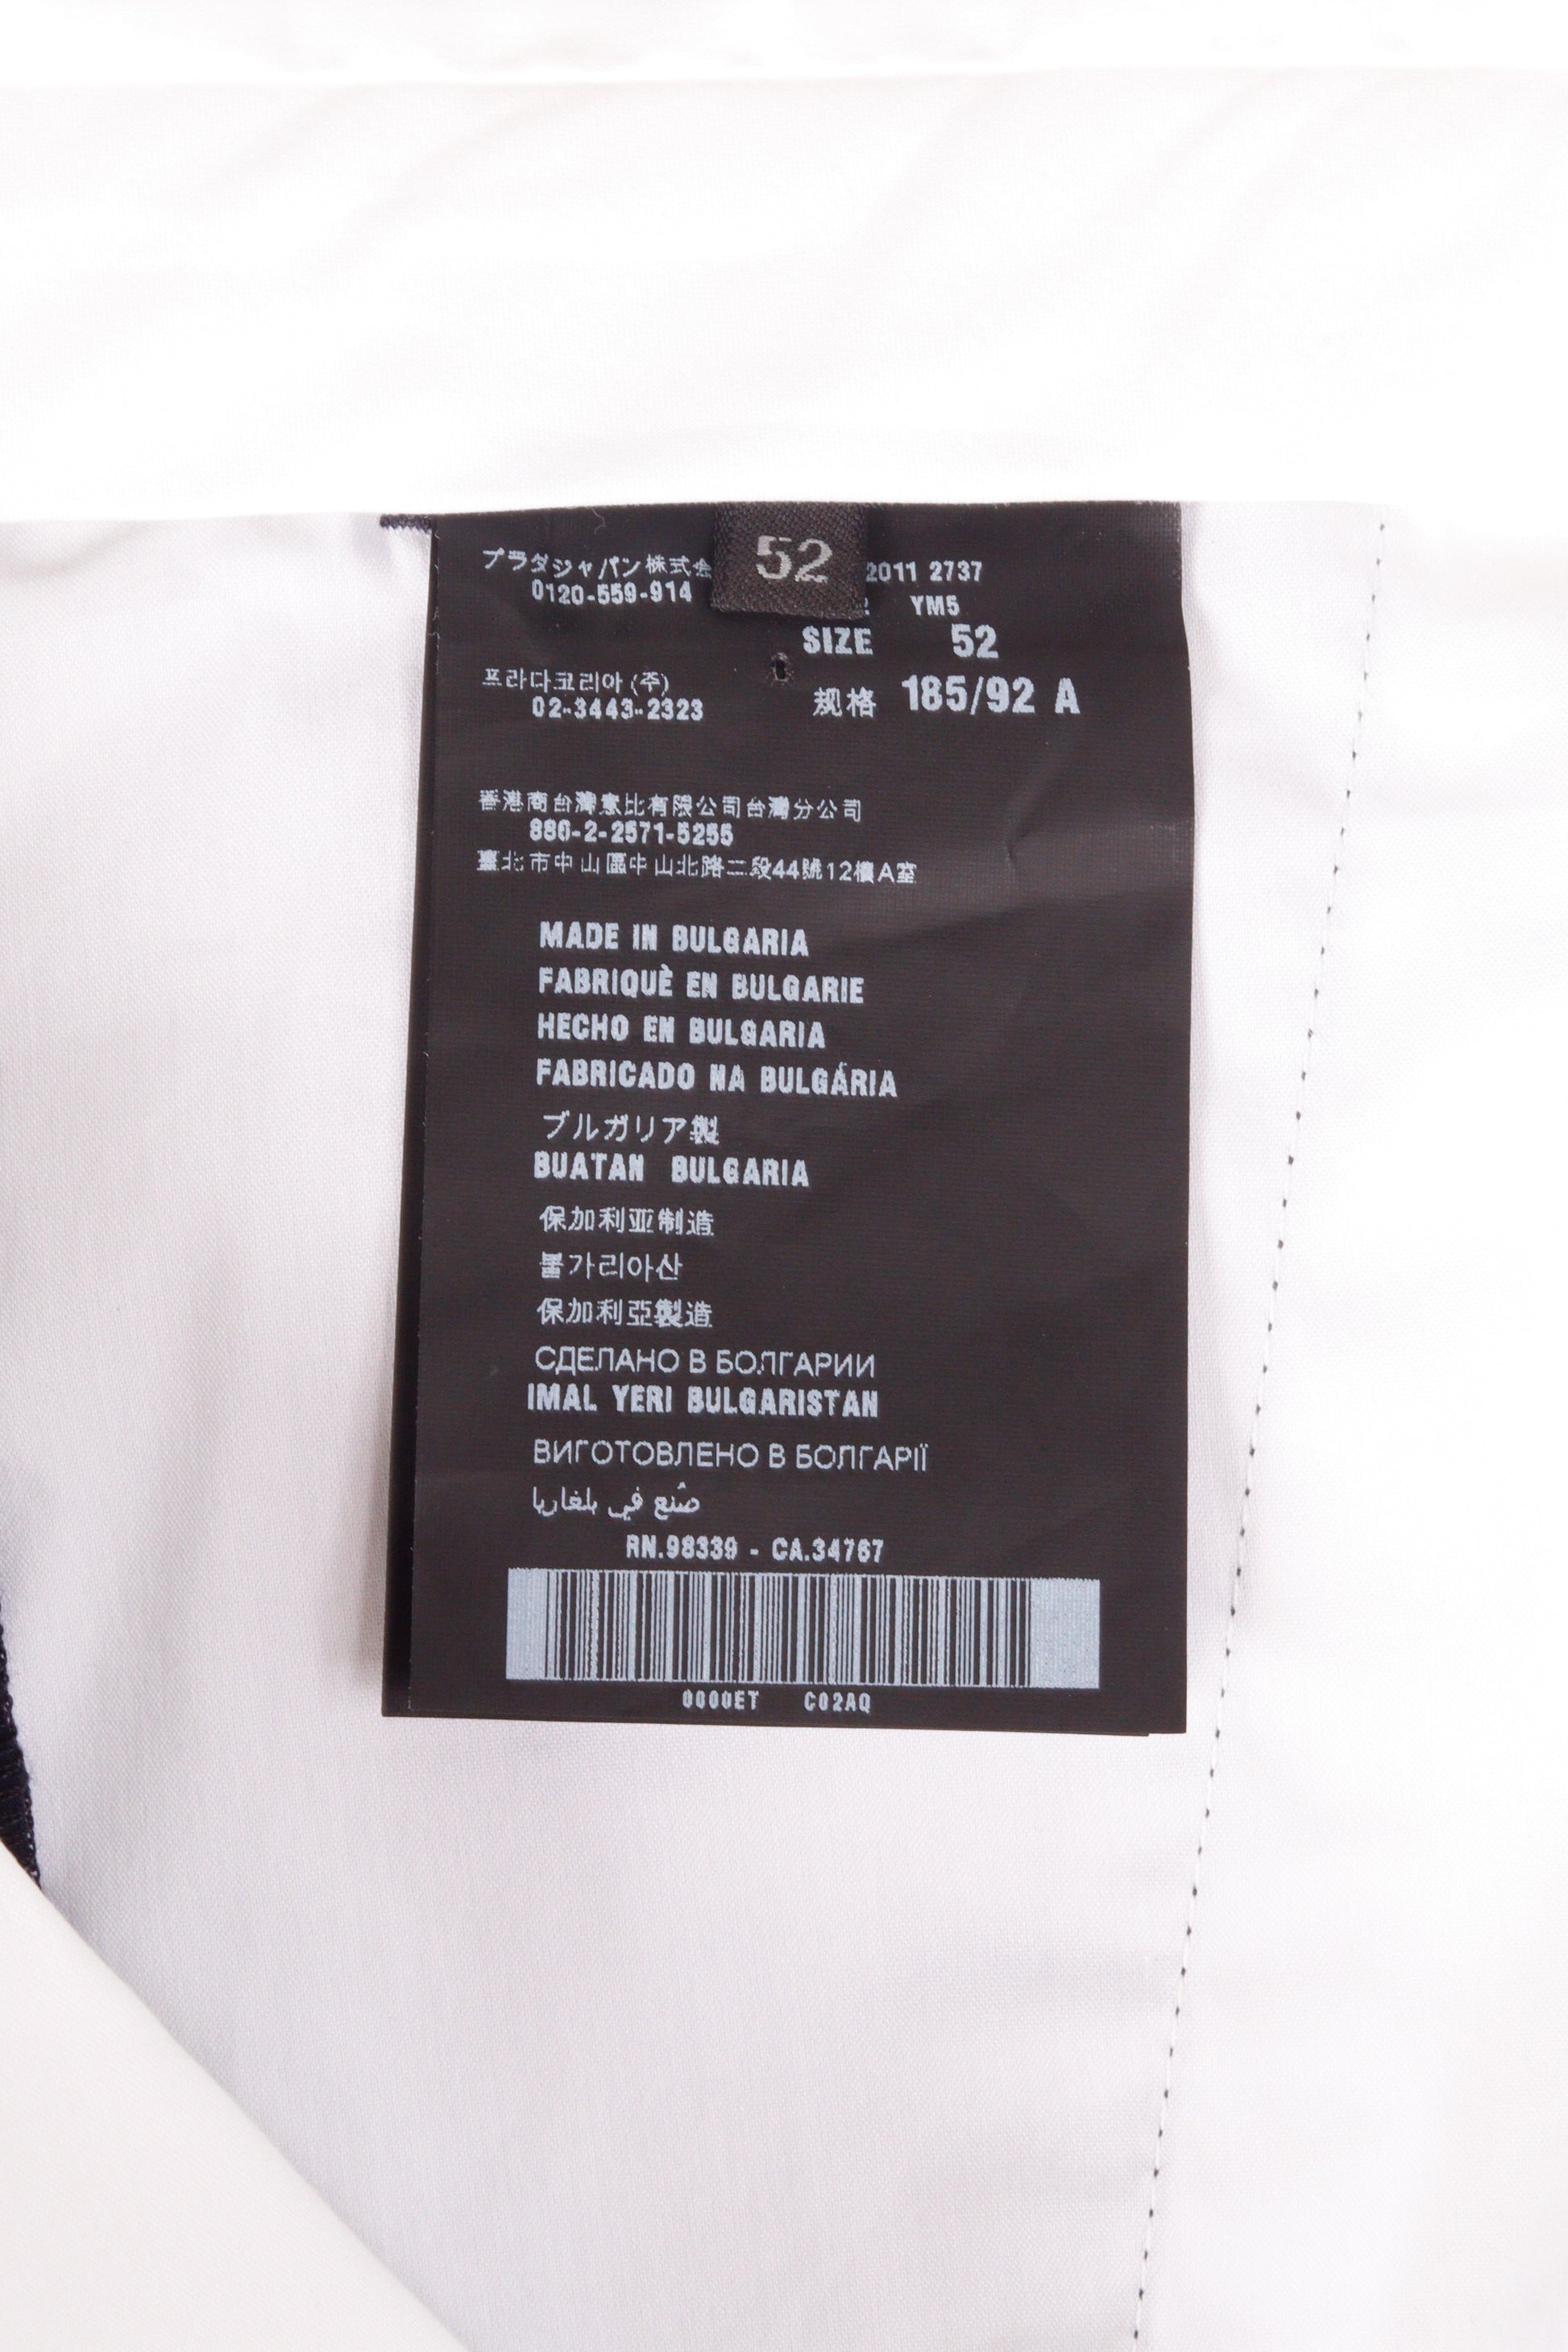 52
プラダジャパン株式会
2011 2737
0120-559-914
YM5
SIZE 52
프라다코리아 (주)
02-3443-2323
规格 185/92 A
香港商台灣意比有限公司台灣分公司
886-2-2571-5255
臺北市中山區中山北路二段44號12樓A室
MADE IN BULGARIA
FABRIQUÈ EN BULGARIE
HECHO EN BULGARIA
FABRICADO NA BULGÁRIA
ブルガリア製
BUATAN BULGARIA
保加利亚制造
불가리아산
保加利亞製造
СДЕЛАНО В БОЛГАРИИ
IMAL YERI BULGARISTAN
ВИГОТОВЛЕНО В БОЛГАРІЇ
صُنع في بلغاريا
RN.98339 - CA.34767
0000ET C02AQ